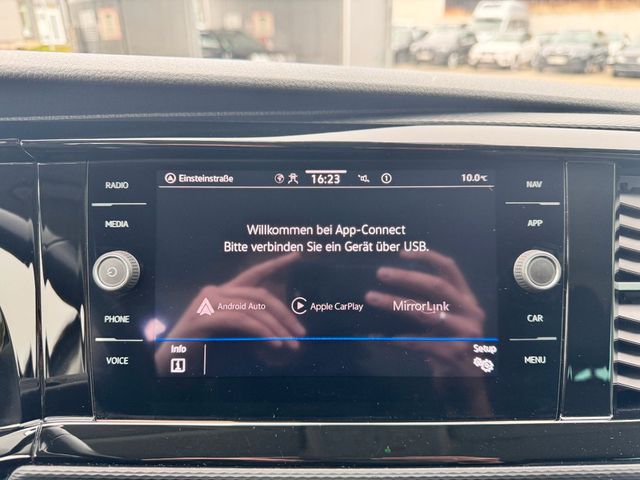 RADIO
MEDIA
PHONE
VOICE
Einsteinstraße 16:23 10.0°C
Willkommen bei App-Connect
Bitte verbinden Sie ein Gerät über USB.
Android Auto Apple CarPlay MirrorLink
Info Setup
NAV
APP
CAR
MENU